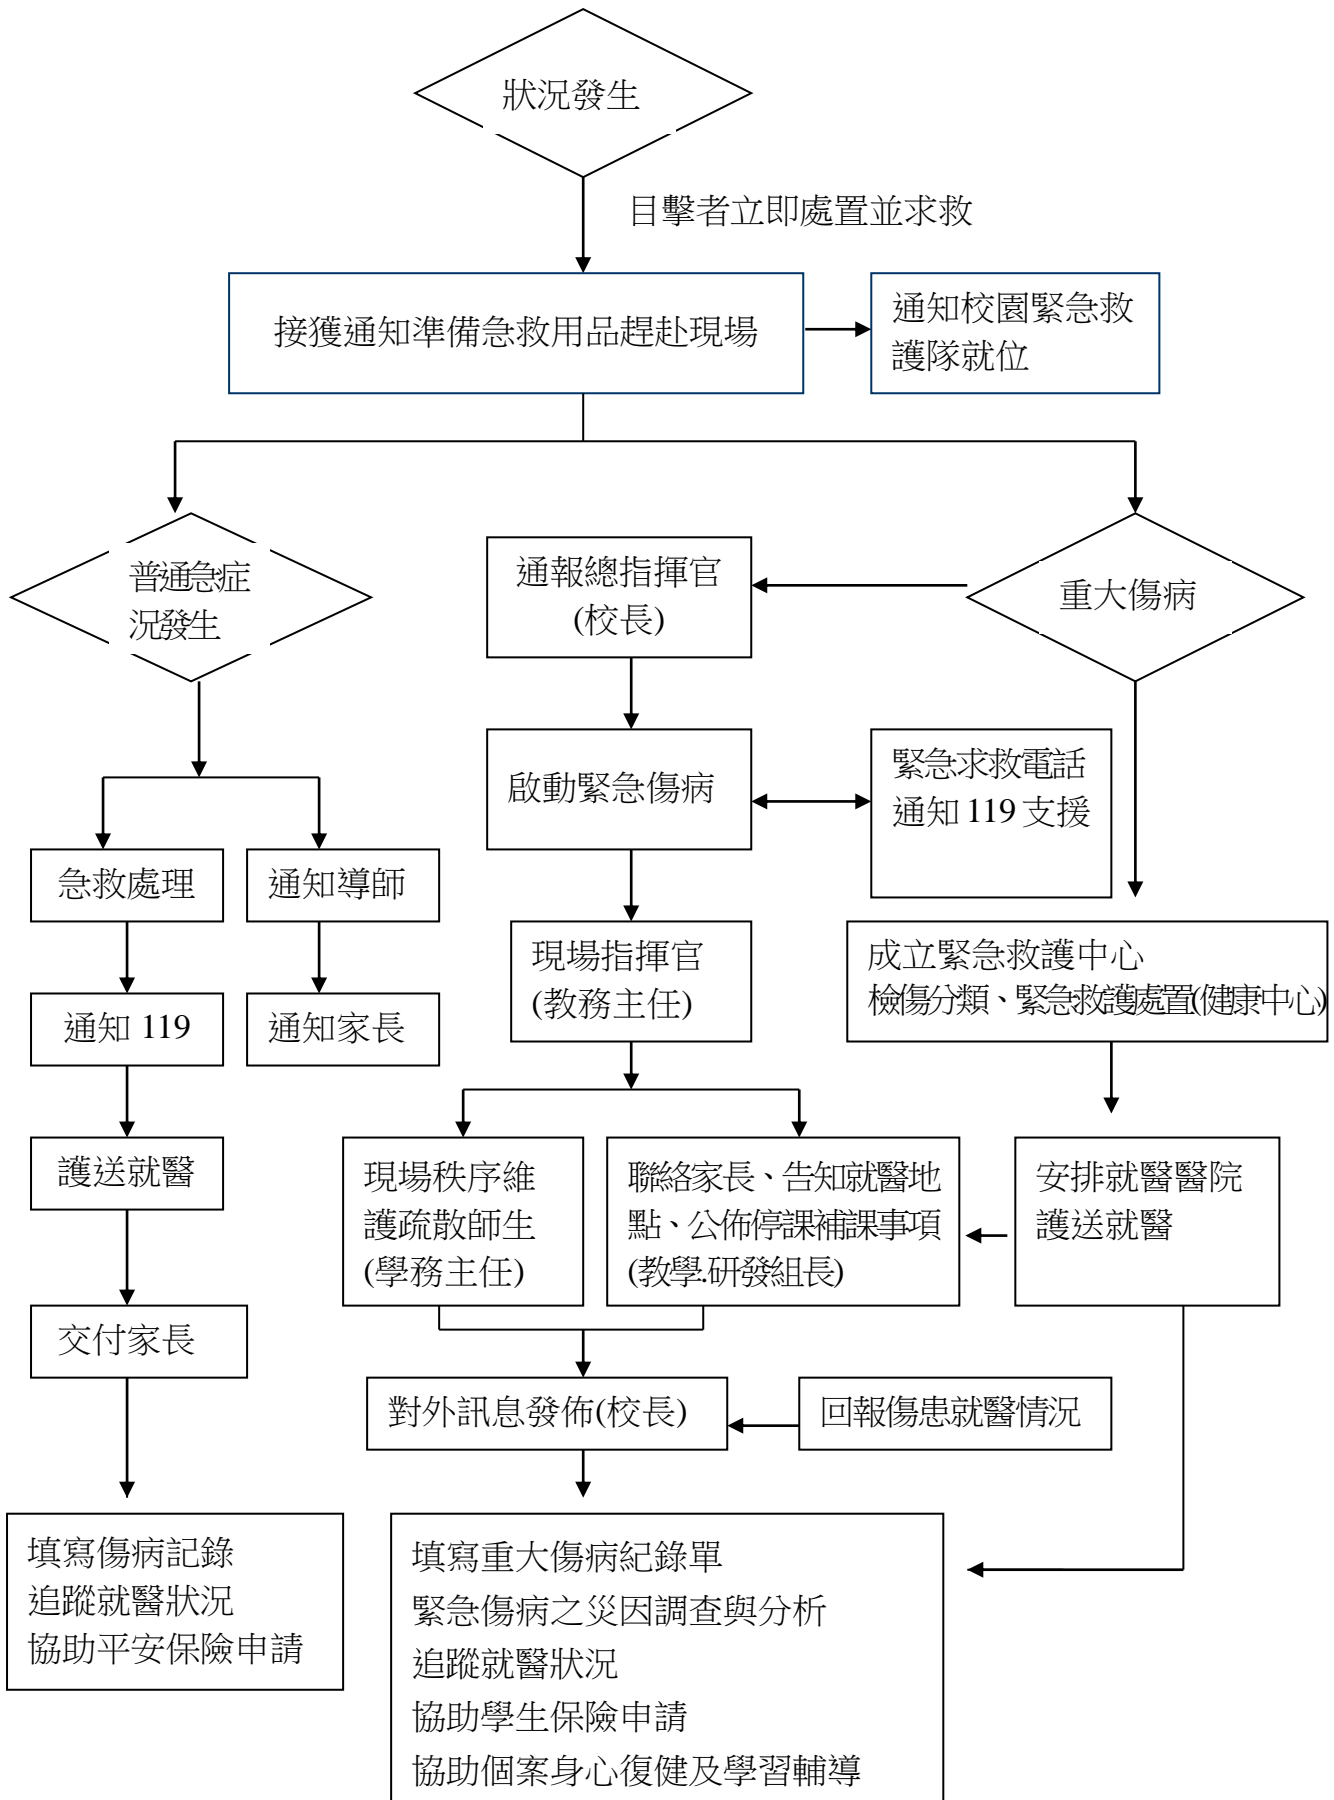 狀況發生
目擊者立即處置並求救
接獲通知準備急救用品趕赴現場
通知校園緊急救
護隊就位
普通急症
況發生
通報總指揮官
(校長)
重大傷病
啟動緊急傷病
緊急求救電話
通知 119 支援
急救處理
通知導師
現場指揮官
(教務主任)
成立緊急救護中心
檢傷分類、緊急救護處置(健康中心)
通知 119
通知家長
護送就醫
現場秩序維
護疏散師生
(學務主任)
聯絡家長、告知就醫地
點、公佈停課補課事項
(教學.研發組長)
安排就醫醫院
護送就醫
交付家長
對外訊息發佈(校長)
回報傷患就醫情況
填寫傷病記錄
追蹤就醫狀況
協助平安保險申請
填寫重大傷病紀錄單
緊急傷病之災因調查與分析
追蹤就醫狀況
協助學生保險申請
協助個案身心復健及學習輔導